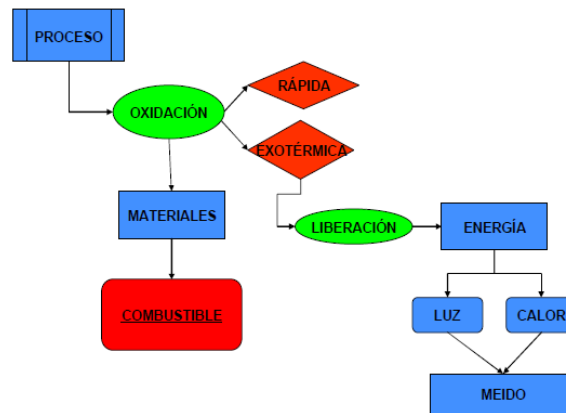 PROCESO
RÁPIDA
OXIDACIÓN
EXOTÉRMICA
MATERIALES
LIBERACIÓN
ENERGÍA
COMBUSTIBLE
LUZ
CALOR
MEIDO